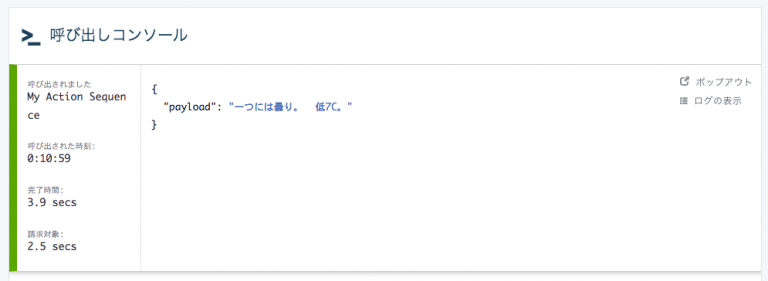 >_ 呼び出しコンソール
呼び出されました
My Action Sequen
ce
呼び出された時刻:
0:10:59
完了時間:
3.9 secs
請求対象:
2.5 secs
{
"payload": "一つには曇り。 低7C。"
}
ポップアウト
ログの表示